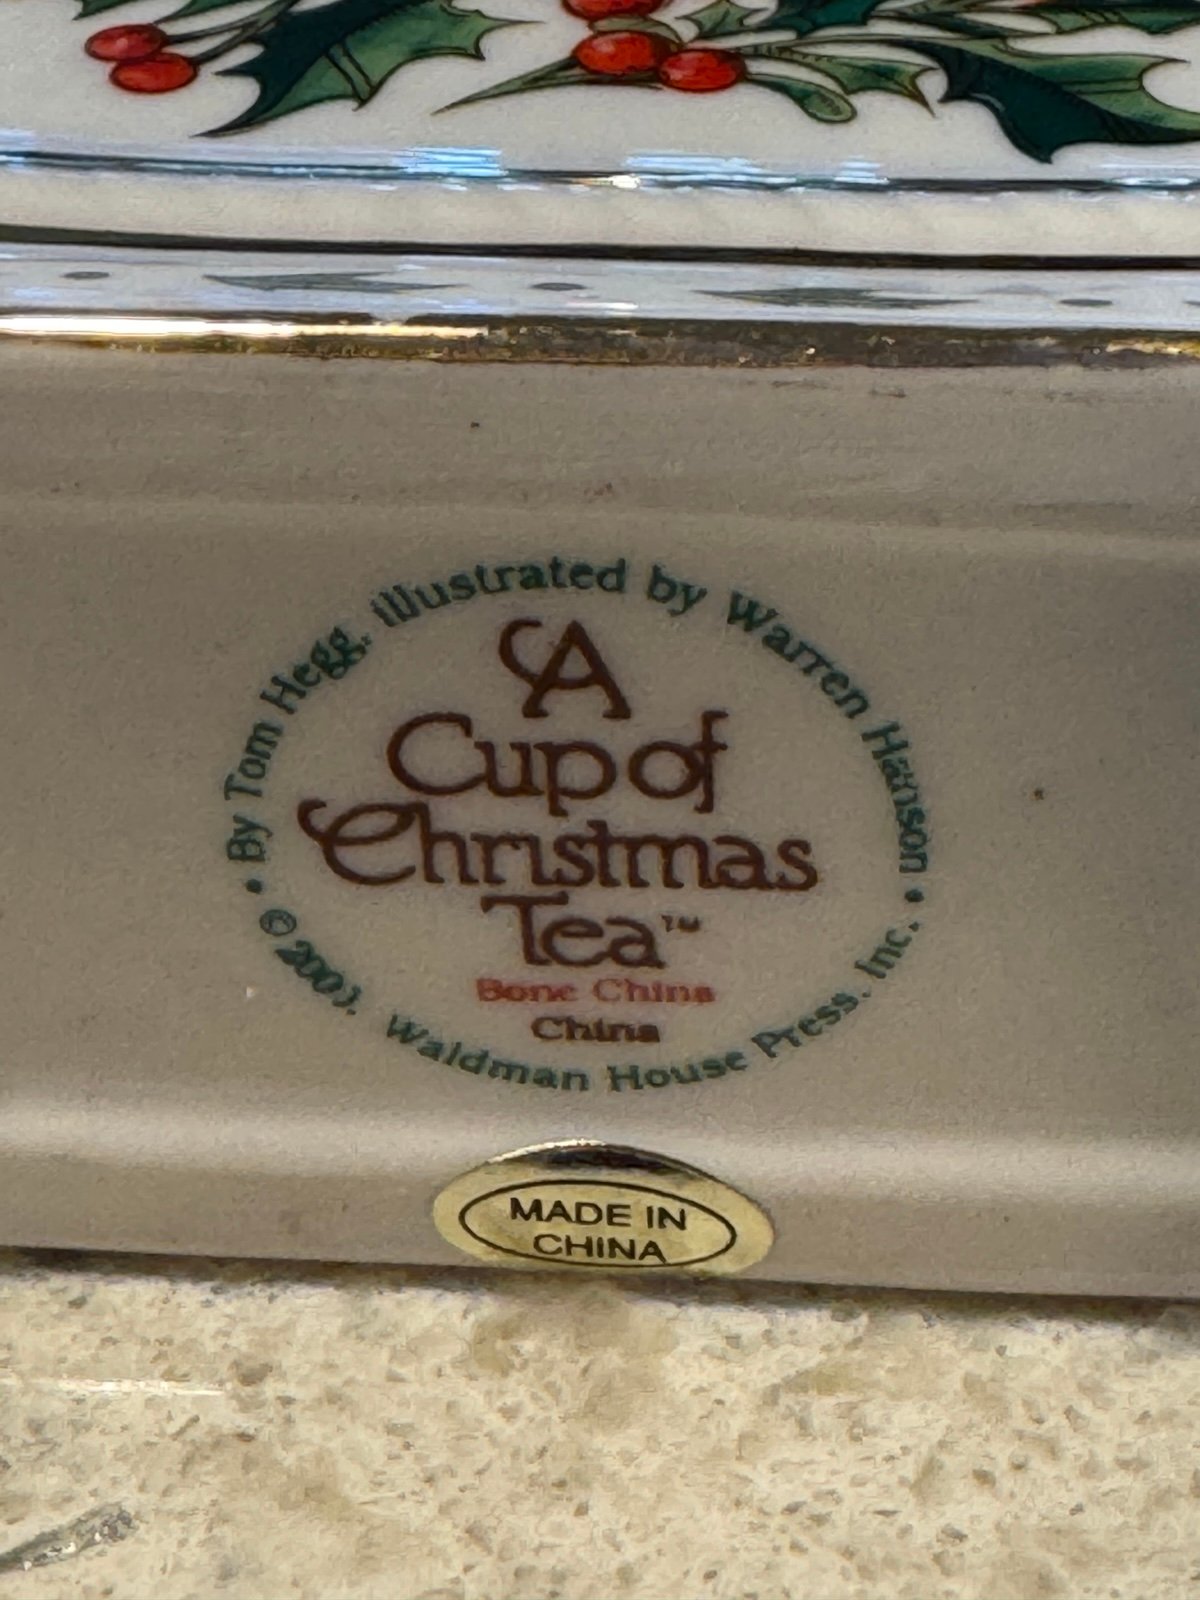 • By Tom Hegg, illustrated by Warren Hanson •
A
Cup of
Christmas
Tea™
Bone China
China
© 2001, Waldman House Press, Inc.
MADE IN
CHINA